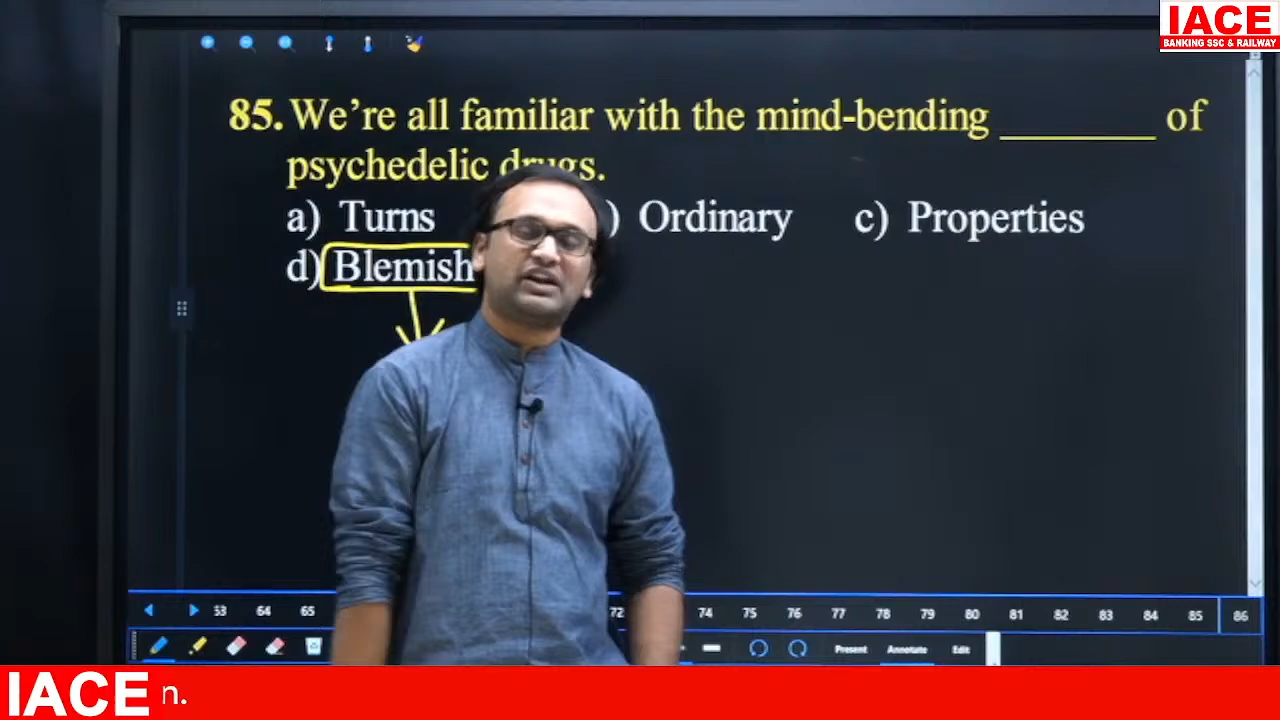 IACE
BANKING SSC & RAILWAY
85. We're all familiar with the mind-bending ________ of
psychedelic drugs.
a) Turns ) Ordinary c) Properties
d) Blemish
53 64 65 72 74 75 76 77 78 79 80 81 82 83 84 85 86
Present Annotate Edit
IACE n.